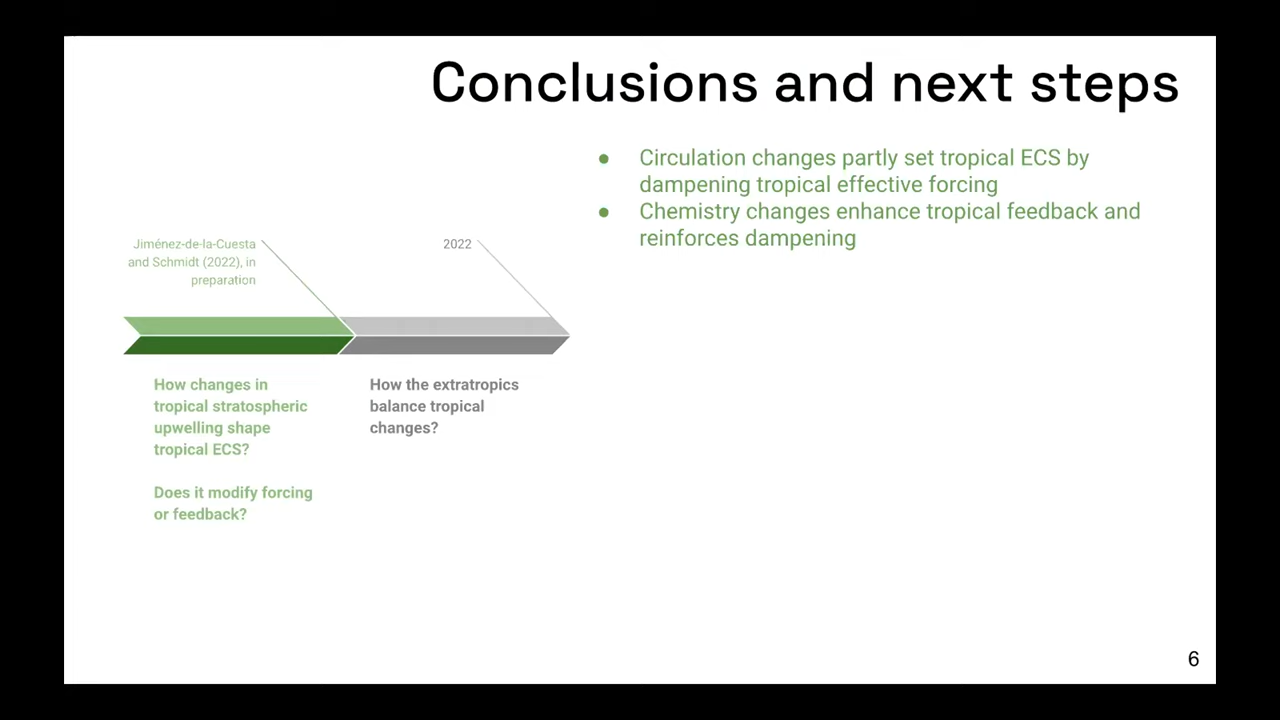 Conclusions and next steps
● Circulation changes partly set tropical ECS by
dampening tropical effective forcing
● Chemistry changes enhance tropical feedback and
reinforces dampening
Jiménez-de-la-Cuesta
and Schmidt (2022), in
preparation
2022
How changes in
tropical stratospheric
upwelling shape
tropical ECS?
Does it modify forcing
or feedback?
How the extratropics
balance tropical
changes?
6